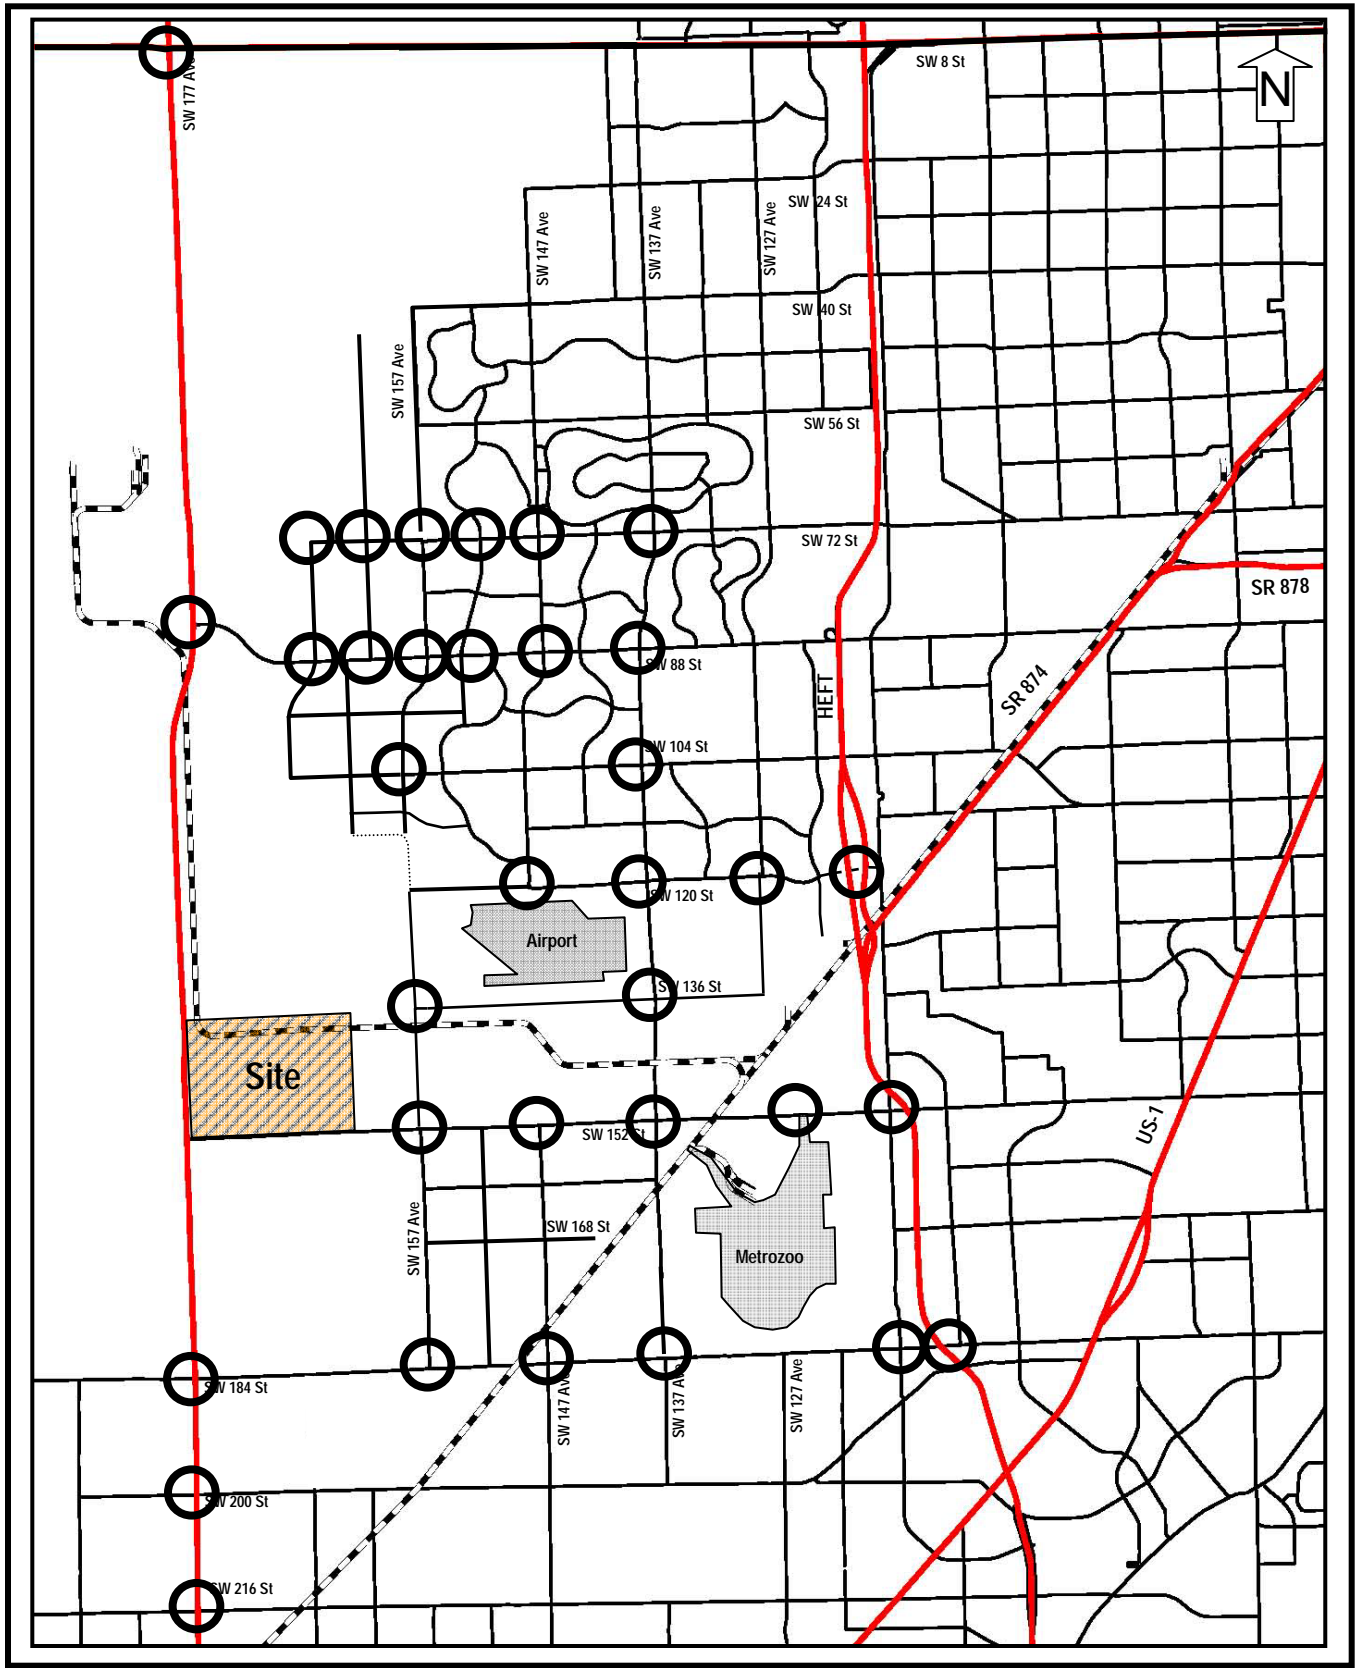 SW 8 St
N
SW 177 Ave
SW 24 St
SW 147 Ave
SW 137 Ave
SW 127 Ave
SW 40 St
SW 157 Ave
SW 56 St
SW 72 St
SR 878
SW 88 St
SR 874
HEFT
SW 104 St
SW 120 St
Airport
SW 136 St
Site
SW 152 St
US-1
SW 157 Ave
SW 168 St
Metrozoo
SW 184 St
SW 147 Ave
SW 137 Ave
SW 127 Ave
SW 200 St
SW 216 St